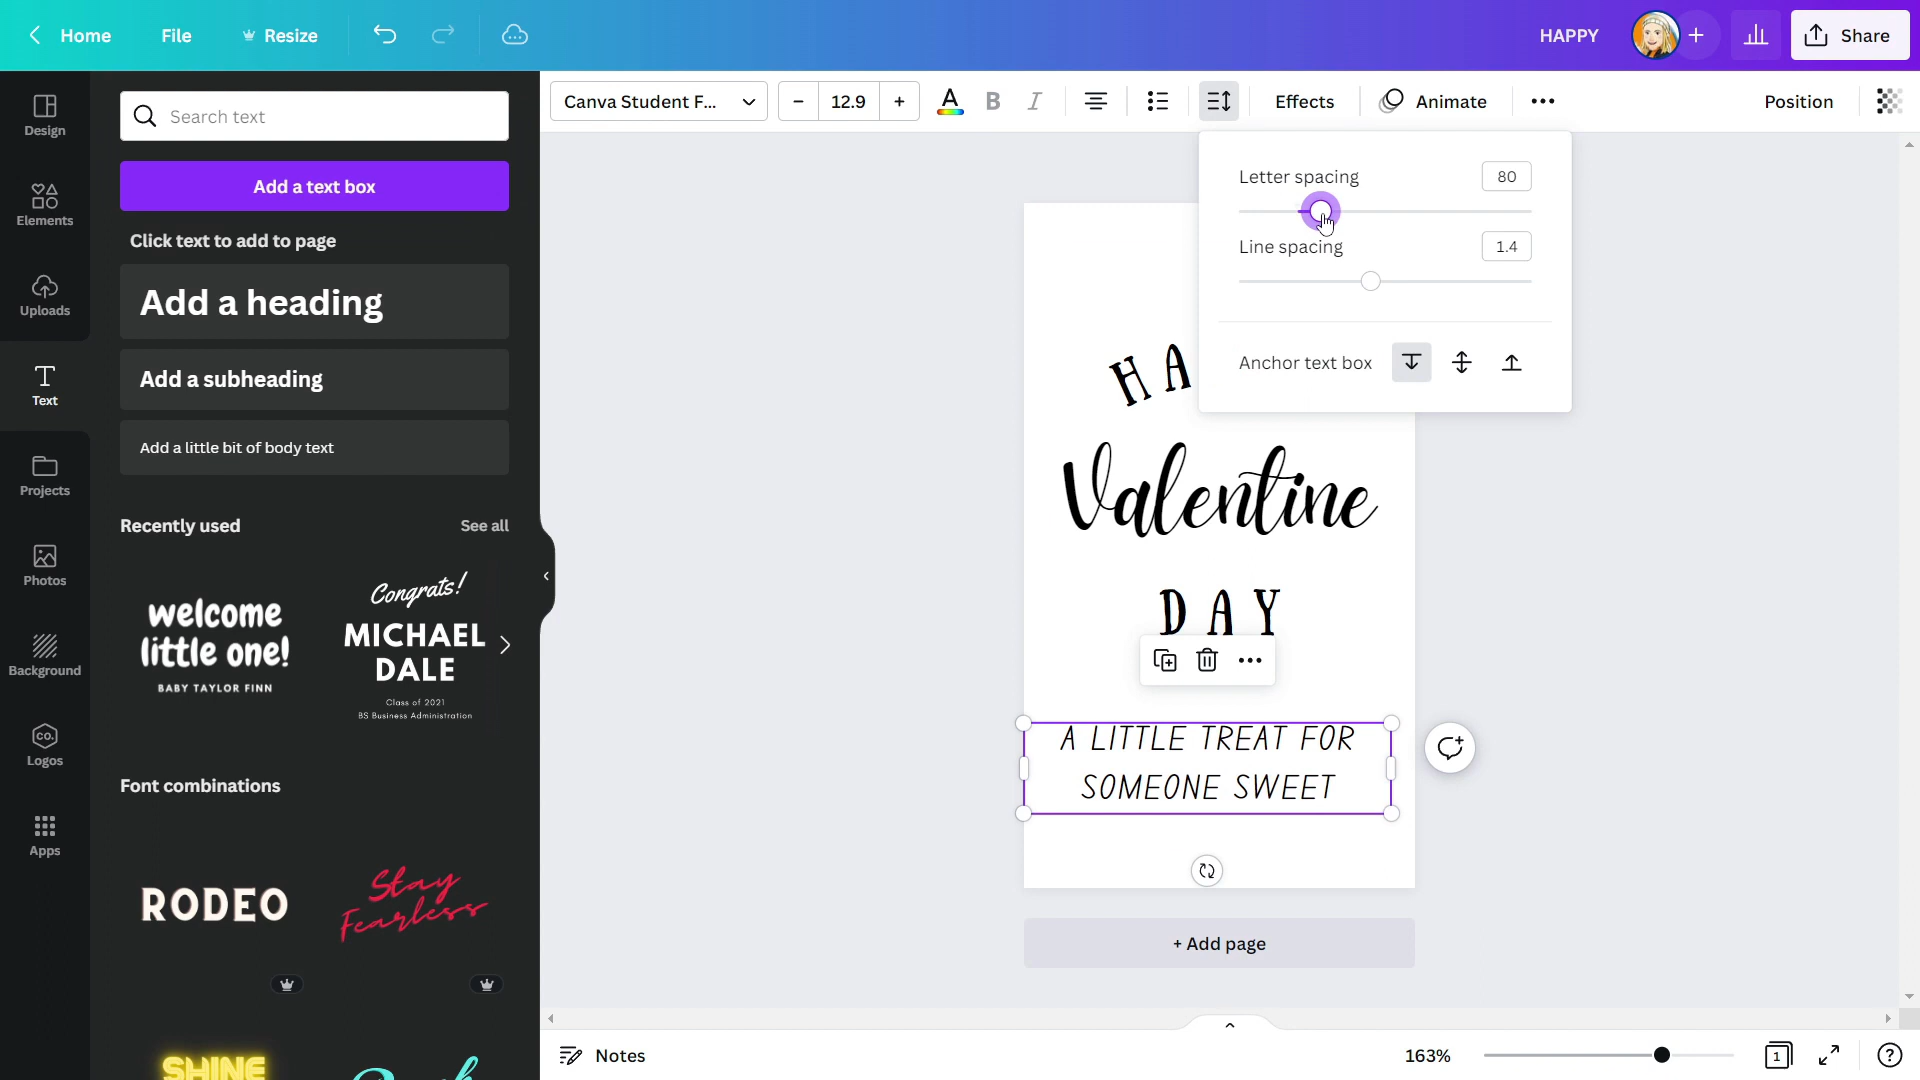 Home File Resize HAPPY + Share
Design
Elements
Uploads
Text
Projects
Photos
Background
CO.
Logos
Apps
Search text
Add a text box
Click text to add to page
Add a heading
Add a subheading
Add a little bit of body text
Recently used See all
welcome
little one!
BABY TAYLOR FINN
Congrats!
MICHAEL
DALE
Class of 2021
BS Business Administration
Font combinations
RODEO
Stay
Fearless
SHINE
Canva Student F... - 12.9 + A B I Effects Animate Position
Letter spacing 80
Line spacing 1.4
Anchor text box
HA
Valentine
DAY
A LITTLE TREAT FOR
SOMEONE SWEET
+ Add page
Notes 163% 1 ?